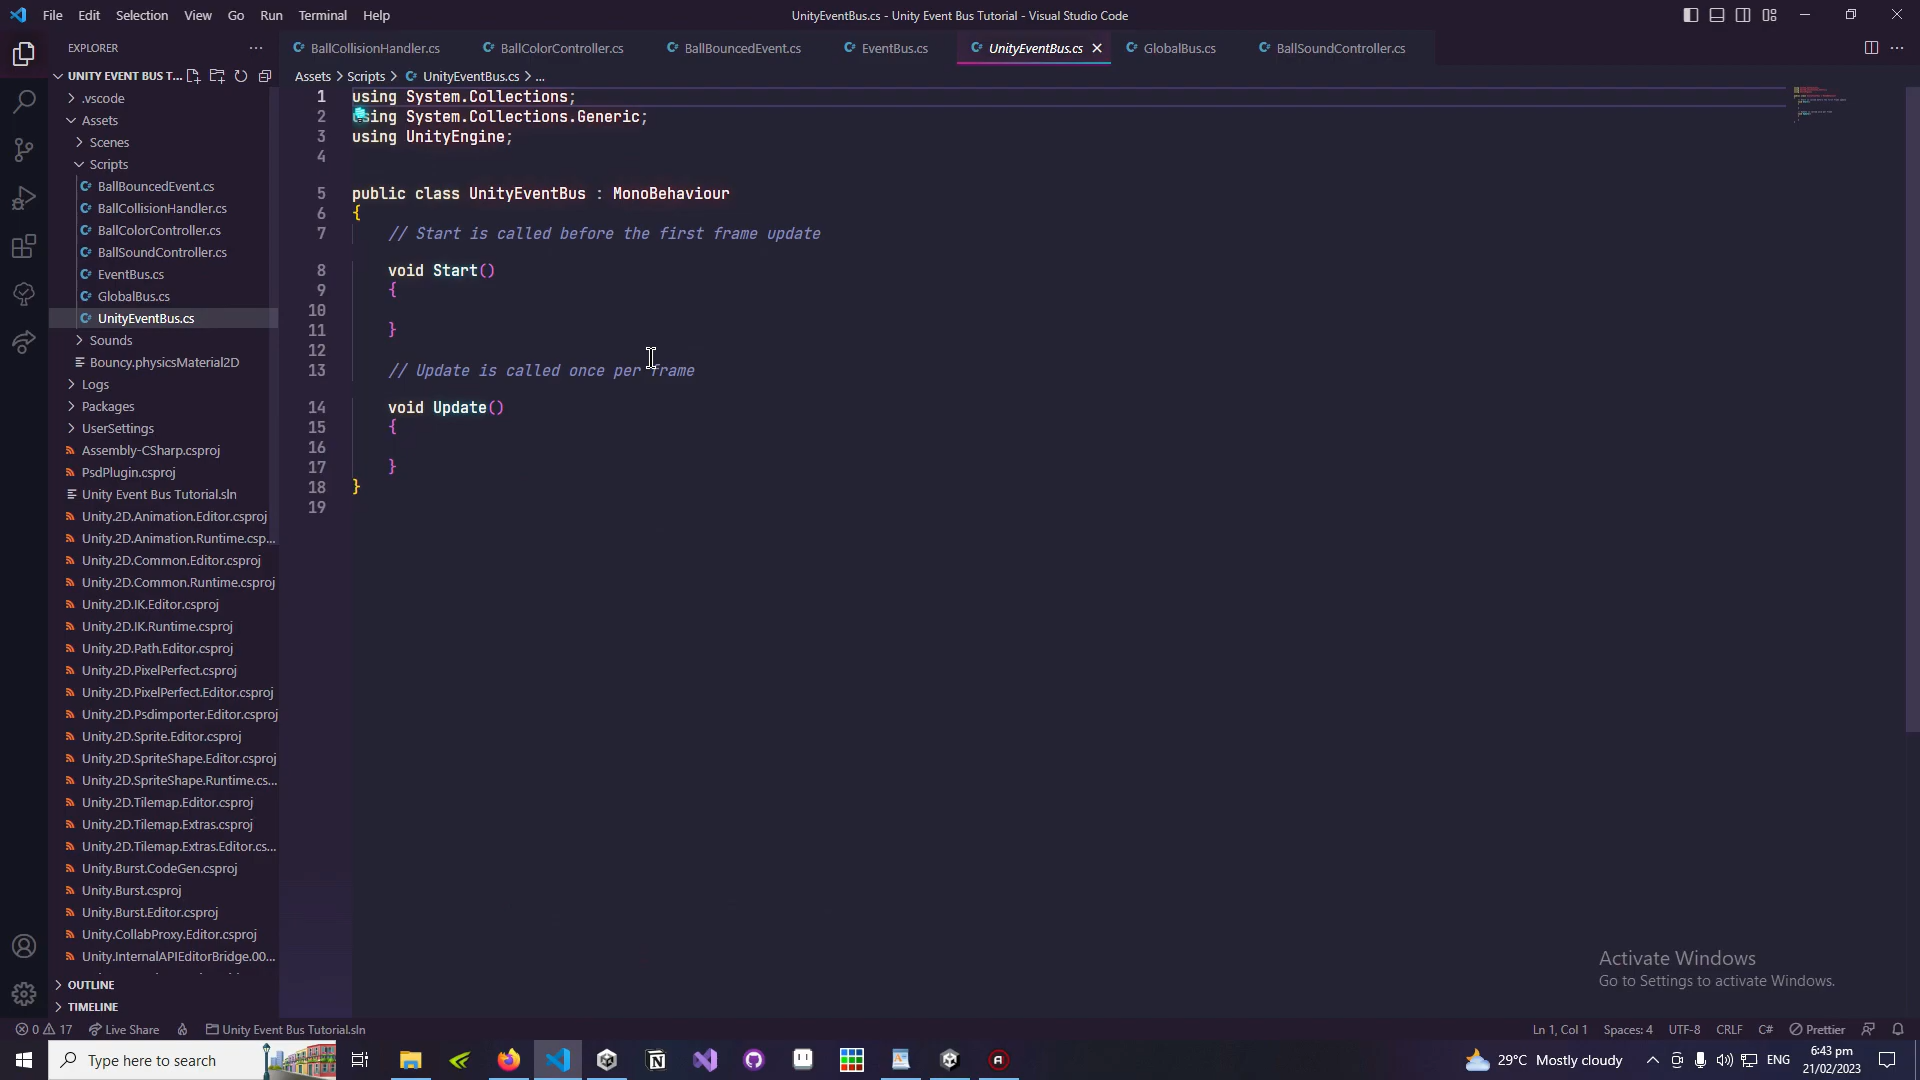 File Edit Selection View Go Run Terminal Help
UnityEventBus.cs - Unity Event Bus Tutorial - Visual Studio Code
EXPLORER
BallCollisionHandler.cs BallColorController.cs BallBouncedEvent.cs EventBus.cs UnityEventBus.cs GlobalBus.cs BallSoundController.cs
UNITY EVENT BUS T...
Assets > Scripts > UnityEventBus.cs > ...
.vscode
Assets
Scenes
Scripts
BallBouncedEvent.cs
BallCollisionHandler.cs
BallColorController.cs
BallSoundController.cs
EventBus.cs
GlobalBus.cs
UnityEventBus.cs
Sounds
Bouncy.physicsMaterial2D
Logs
Packages
UserSettings
Assembly-CSharp.csproj
PsdPlugin.csproj
Unity Event Bus Tutorial.sln
Unity.2D.Animation.Editor.csproj
Unity.2D.Animation.Runtime.csp...
Unity.2D.Common.Editor.csproj
Unity.2D.Common.Runtime.csproj
Unity.2D.IK.Editor.csproj
Unity.2D.IK.Runtime.csproj
Unity.2D.Path.Editor.csproj
Unity.2D.PixelPerfect.csproj
Unity.2D.PixelPerfect.Editor.csproj
Unity.2D.Psdimporter.Editor.csproj
Unity.2D.Sprite.Editor.csproj
Unity.2D.SpriteShape.Editor.csproj
Unity.2D.SpriteShape.Runtime.cs...
Unity.2D.Tilemap.Editor.csproj
Unity.2D.Tilemap.Extras.csproj
Unity.2D.Tilemap.Extras.Editor.cs...
Unity.Burst.CodeGen.csproj
Unity.Burst.csproj
Unity.Burst.Editor.csproj
Unity.CollabProxy.Editor.csproj
Unity.InternalAPIEditorBridge.00...
OUTLINE
TIMELINE
1 using System.Collections;
2 using System.Collections.Generic;
3 using UnityEngine;
4
5 public class UnityEventBus : MonoBehaviour
6 {
7 // Start is called before the first frame update
8 void Start()
9 {
10
11 }
12
13 // Update is called once per frame
14 void Update()
15 {
16
17 }
18 }
19
Activate Windows
Go to Settings to activate Windows.
0 17 Live Share Unity Event Bus Tutorial.sln
Ln 1, Col 1 Spaces: 4 UTF-8 CRLF C# Prettier
Type here to search
29°C Mostly cloudy ENG
6:43 pm
21/02/2023